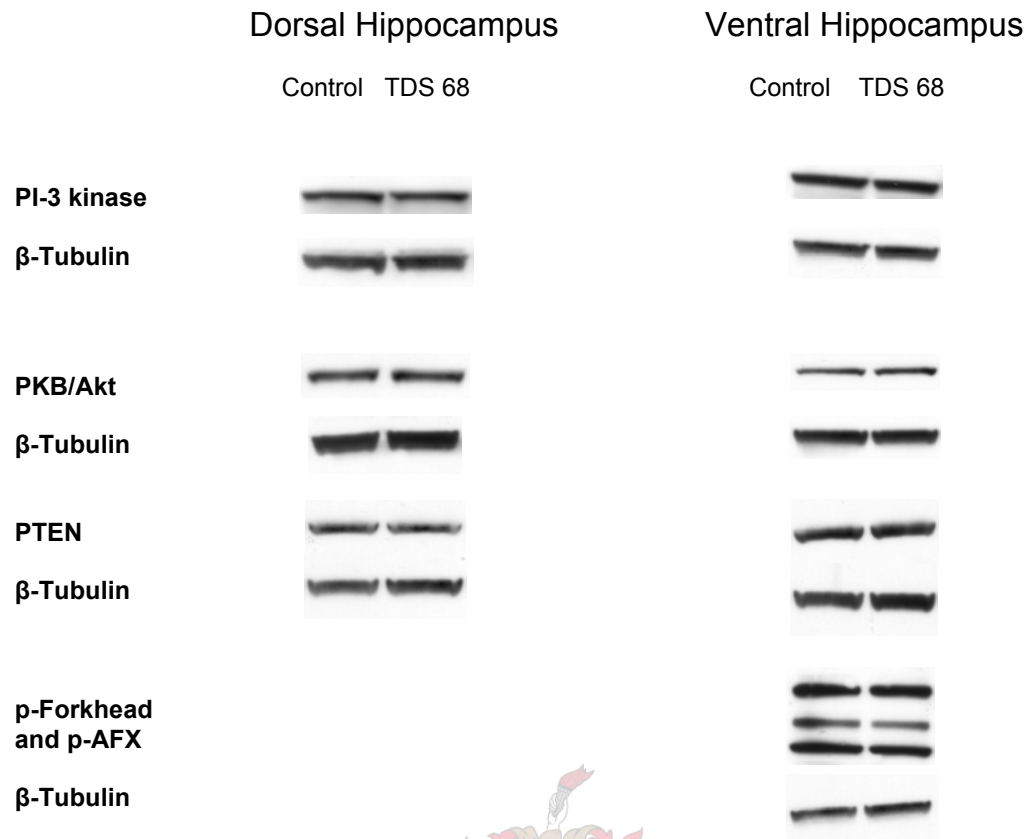 Dorsal Hippocampus Ventral Hippocampus
Control TDS 68 Control TDS 68
PI-3 kinase
β-Tubulin
PKB/Akt
β-Tubulin
PTEN
β-Tubulin
p-Forkhead
and p-AFX
β-Tubulin